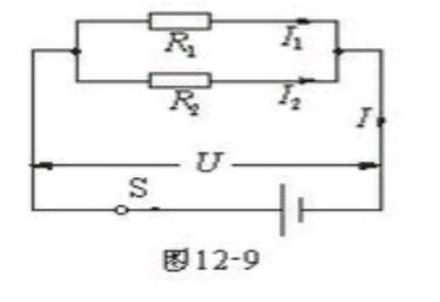 R₁ I₁
R₂ I₂
I
U
S
图12-9